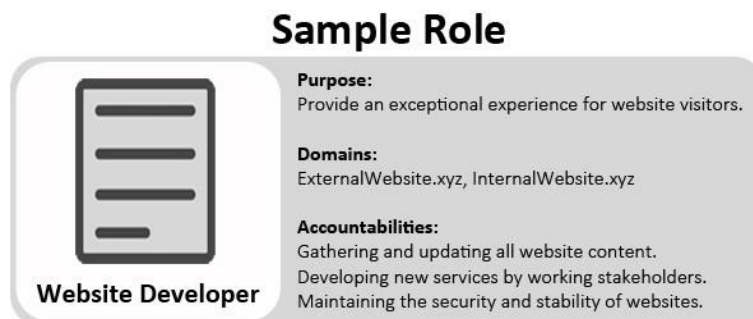 Sample Role
Website Developer
Purpose:
Provide an exceptional experience for website visitors.
Domains:
ExternalWebsite.xyz, InternalWebsite.xyz
Accountabilities:
Gathering and updating all website content.
Developing new services by working stakeholders.
Maintaining the security and stability of websites.